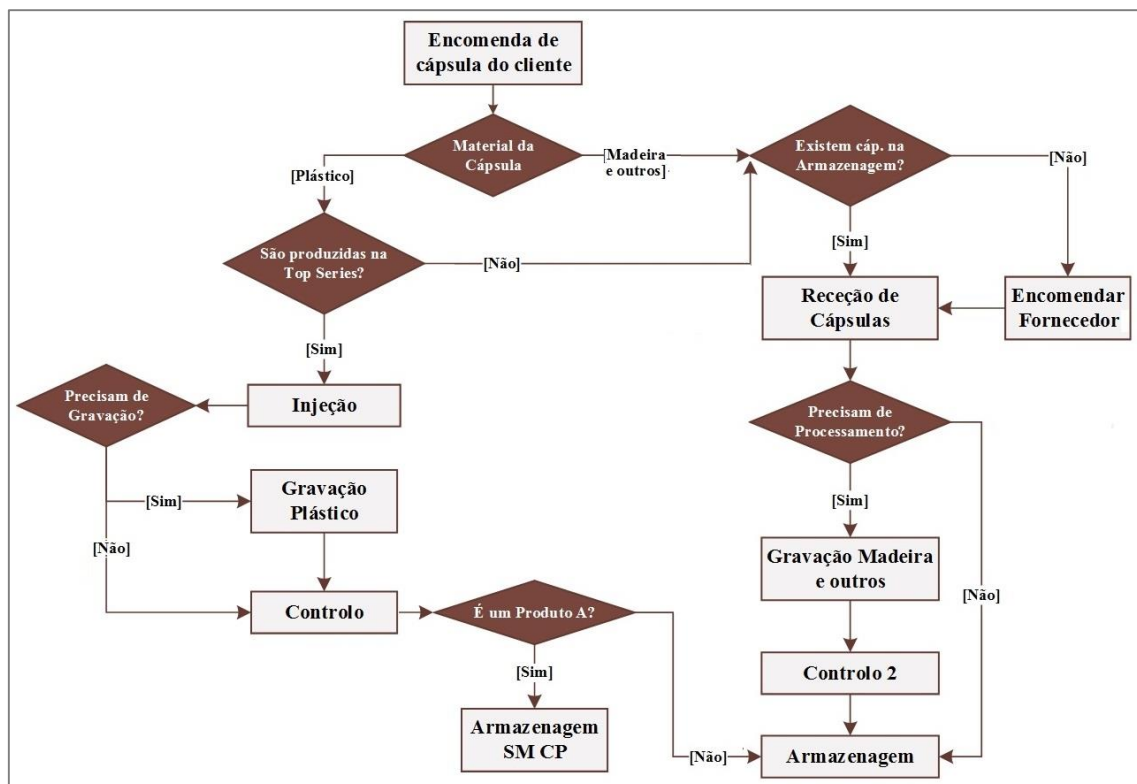 Encomenda de
cápsula do cliente
Material da
Cápsula
[Madeira
e outros]
Existem cáp. na
Armazenagem?
[Não]
[Plástico]
São produzidas na
Top Series?
[Não]
[Sim]
Receção de
Cápsulas
Encomendar
Fornecedor
[Sim]
Precisam de
Gravação?
Injeção
Precisam de
Processamento?
[Sim]
Gravação
Plástico
[Sim]
[Não]
Gravação Madeira
e outros
[Não]
Controlo
É um Produto A?
[Sim]
Controlo 2
Armazenagem
SM CP
[Não]
Armazenagem